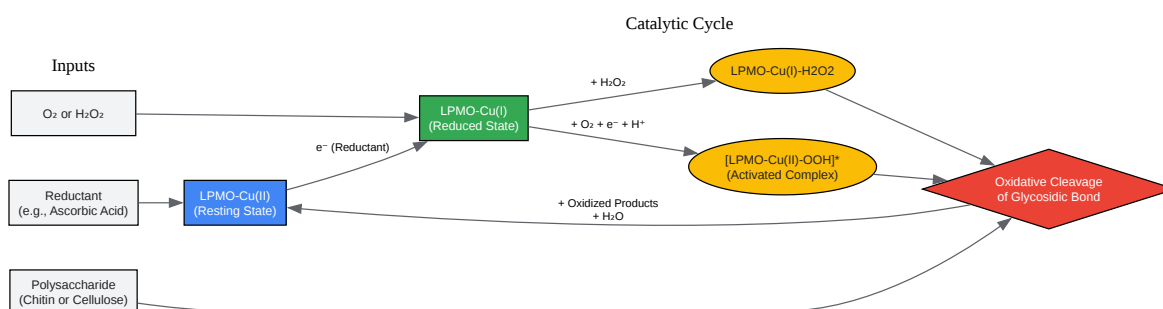 Catalytic Cycle
Inputs
O₂ or H₂O₂
LPMO-Cu(I)
(Reduced State)
+ H₂O₂
+ O₂ + e⁻ + H⁺
LPMO-Cu(I)-H2O2
[LPMO-Cu(II)-OOH]*
(Activated Complex)
e⁻ (Reductant)
Reductant
(e.g., Ascorbic Acid)
LPMO-Cu(II)
(Resting State)
+ Oxidized Products
+ H₂O
Oxidative Cleavage
of Glycosidic Bond
Polysaccharide
(Chitin or Cellulose)